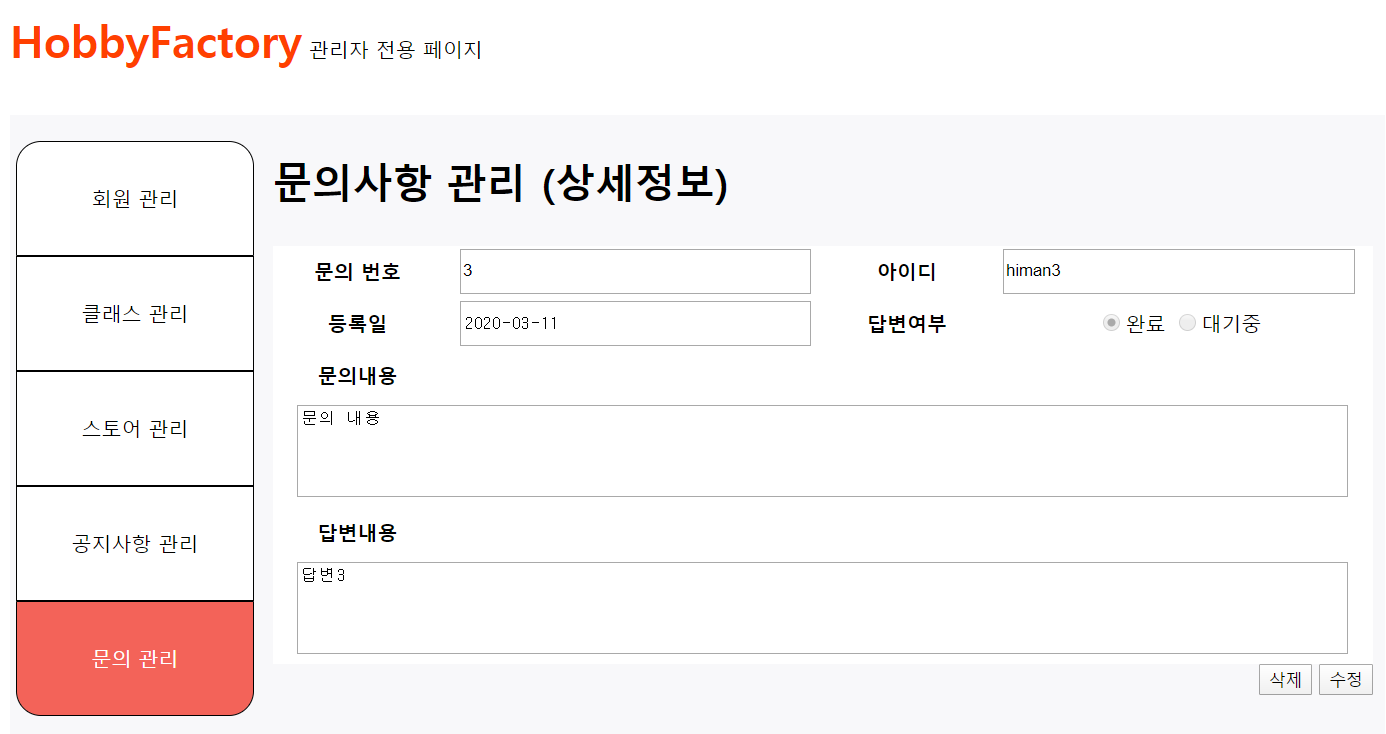 HobbyFactory 관리자 전용 페이지
회원 관리
클래스 관리
스토어 관리
공지사항 관리
문의 관리
문의사항 관리 (상세정보)
문의 번호 3 아이디 himan3
등록일 2020-03-11 답변여부 완료 대기중
문의내용
문의 내용
답변내용
답변3
삭제 수정